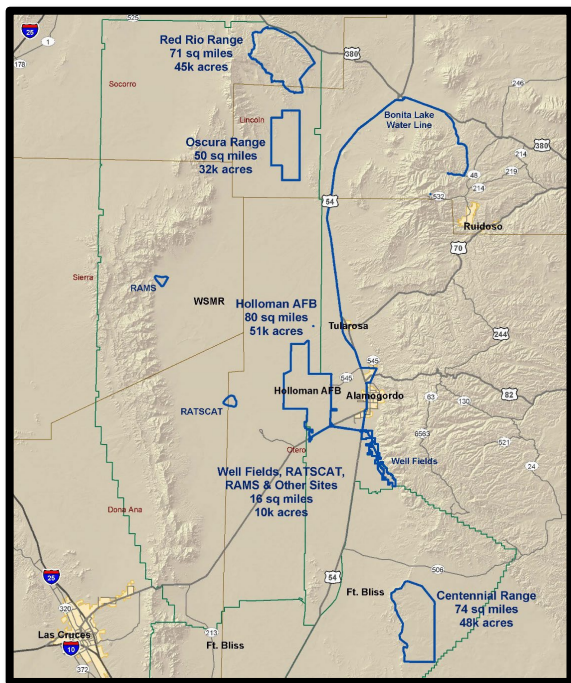 25
525
Red Rio Range
71 sq miles
45k acres
1
178
380
Socorro
246
Lincoln
Bonita Lake
Water Line
Oscura Range
50 sq miles
32k acres
380
214
219
48
214
532
54
Ruidoso
70
Sierra
RAMS
WSMR
Holloman AFB
80 sq miles
51k acres
Tularosa
244
545
545
Holloman AFB
Alamogordo
82
63
130
RATSCAT
6563
521
Otero
Well Fields
24
Well Fields, RATSCAT,
RAMS & Other Sites
16 sq miles
10k acres
Dona Ana
506
25
54
Ft. Bliss
Centennial Range
74 sq miles
48k acres
320
213
Las Cruces
Ft. Bliss
10
372